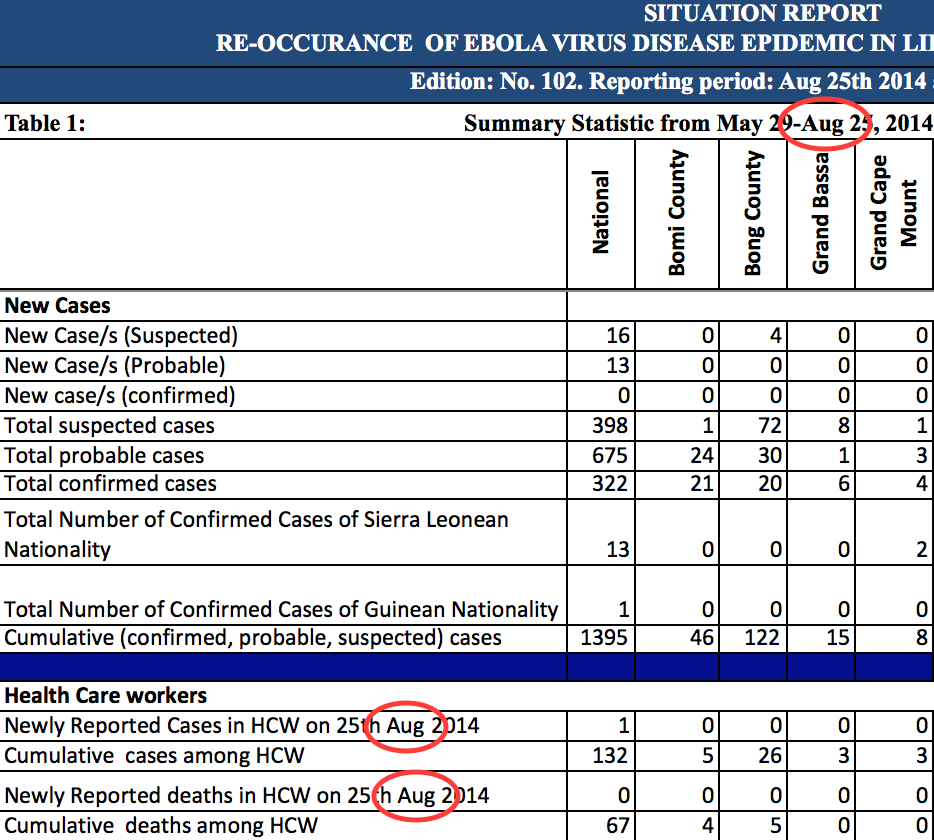 SITUATION REPORT
RE-OCCURANCE OF EBOLA VIRUS DISEASE EPIDEMIC IN
Edition: No. 102. Reporting period: Aug 25th 2014
Table 1: Summary Statistic from May 29-Aug 25, 2014
National Bomi County Bong County Grand Bassa Grand Cape Mount
New Cases
New Case/s (Suspected) 16 0 4 0 0
New Case/s (Probable) 13 0 0 0 0
New case/s (confirmed) 0 0 0 0 0
Total suspected cases 398 1 72 8 1
Total probable cases 675 24 30 1 3
Total confirmed cases 322 21 20 6 4
Total Number of Confirmed Cases of Sierra Leonean
Nationality 13 0 0 0 2
Total Number of Confirmed Cases of Guinean Nationality 1 0 0 0 0
Cumulative (confirmed, probable, suspected) cases 1395 46 122 15 8
Health Care workers
Newly Reported Cases in HCW on 25th Aug 2014 1 0 0 0 0
Cumulative cases among HCW 132 5 26 3 3
Newly Reported deaths in HCW on 25th Aug 2014 0 0 0 0 0
Cumulative deaths among HCW 67 4 5 0 0